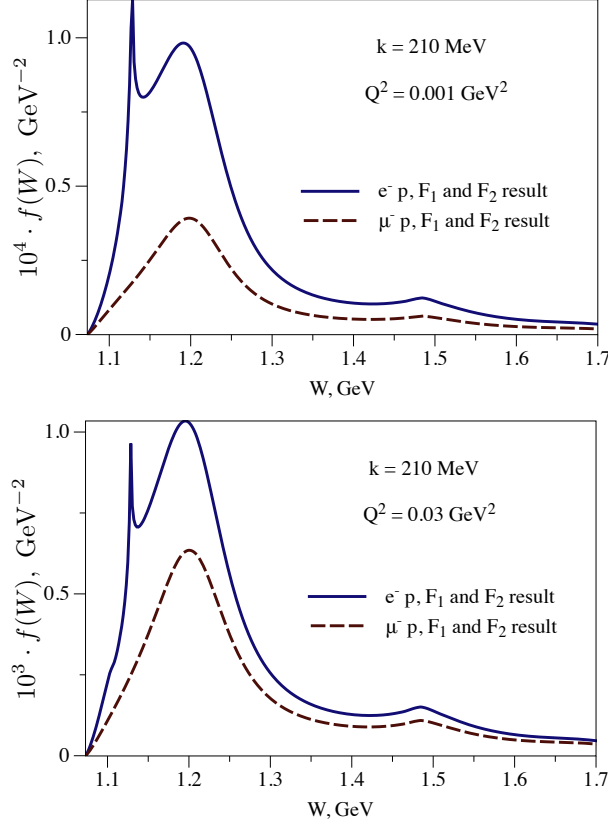 10⁴ · f(W), GeV⁻²
1.0
0.5
0
k = 210 MeV
Q² = 0.001 GeV²
e⁻ p, F₁ and F₂ result
μ⁻ p, F₁ and F₂ result
1.1 1.2 1.3 1.4 1.5 1.6 1.7
W, GeV
10³ · f(W), GeV⁻²
1.0
0.5
0
k = 210 MeV
Q² = 0.03 GeV²
e⁻ p, F₁ and F₂ result
μ⁻ p, F₁ and F₂ result
1.1 1.2 1.3 1.4 1.5 1.6 1.7
W, GeV